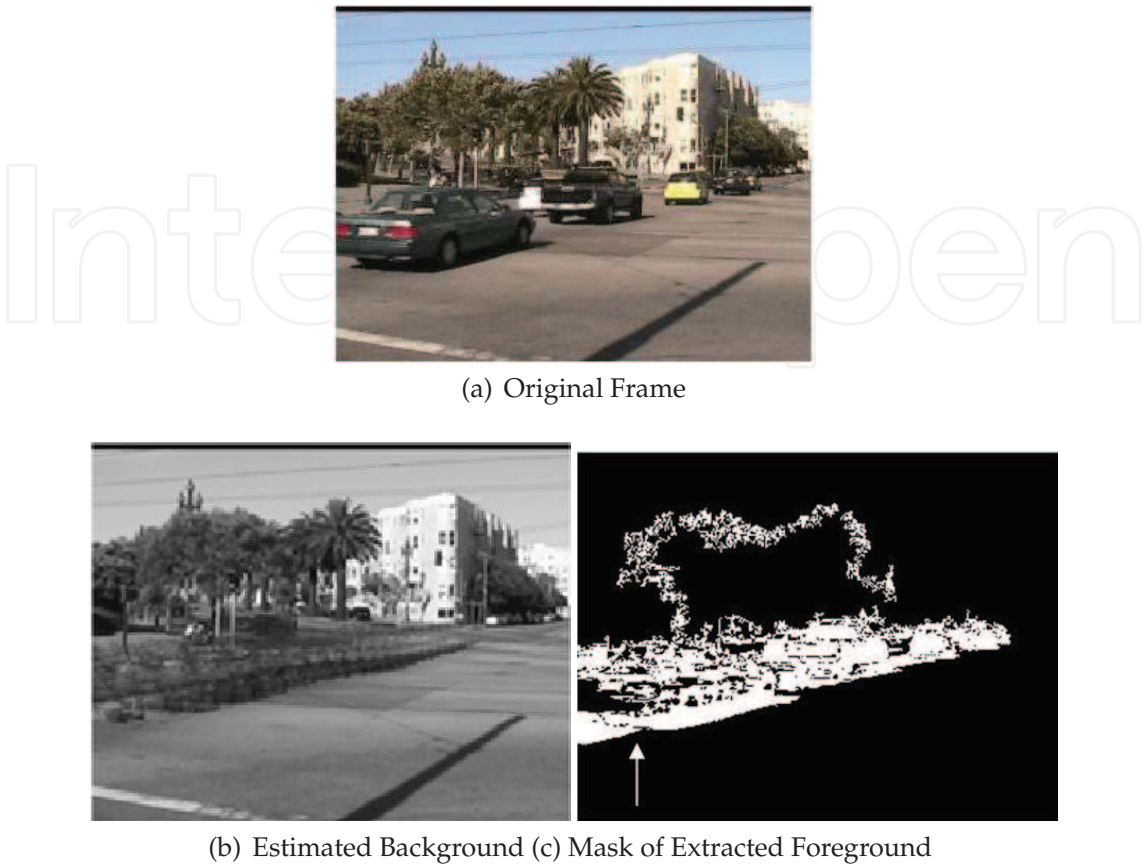 (a) Original Frame
(b) Estimated Background (c) Mask of Extracted Foreground